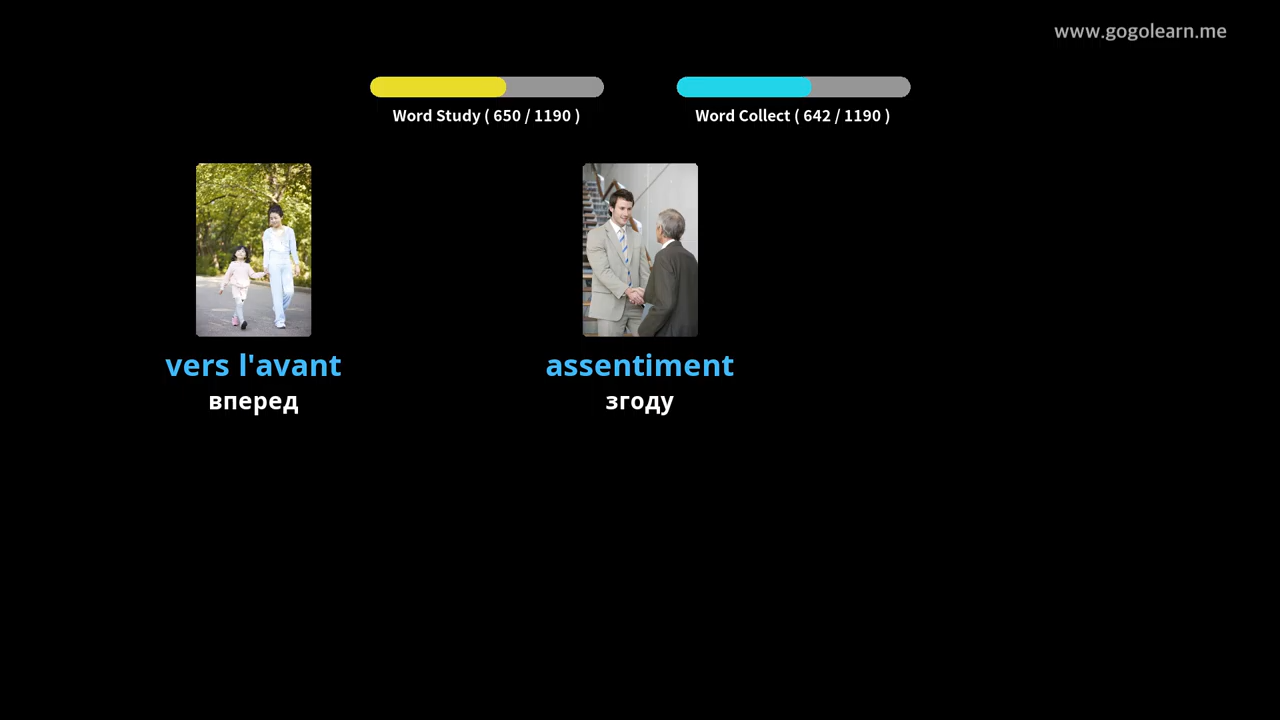 www.gogolearn.me
Word Study ( 650 / 1190 )
Word Collect ( 642 / 1190 )
vers l'avant
вперед
assentiment
згоду